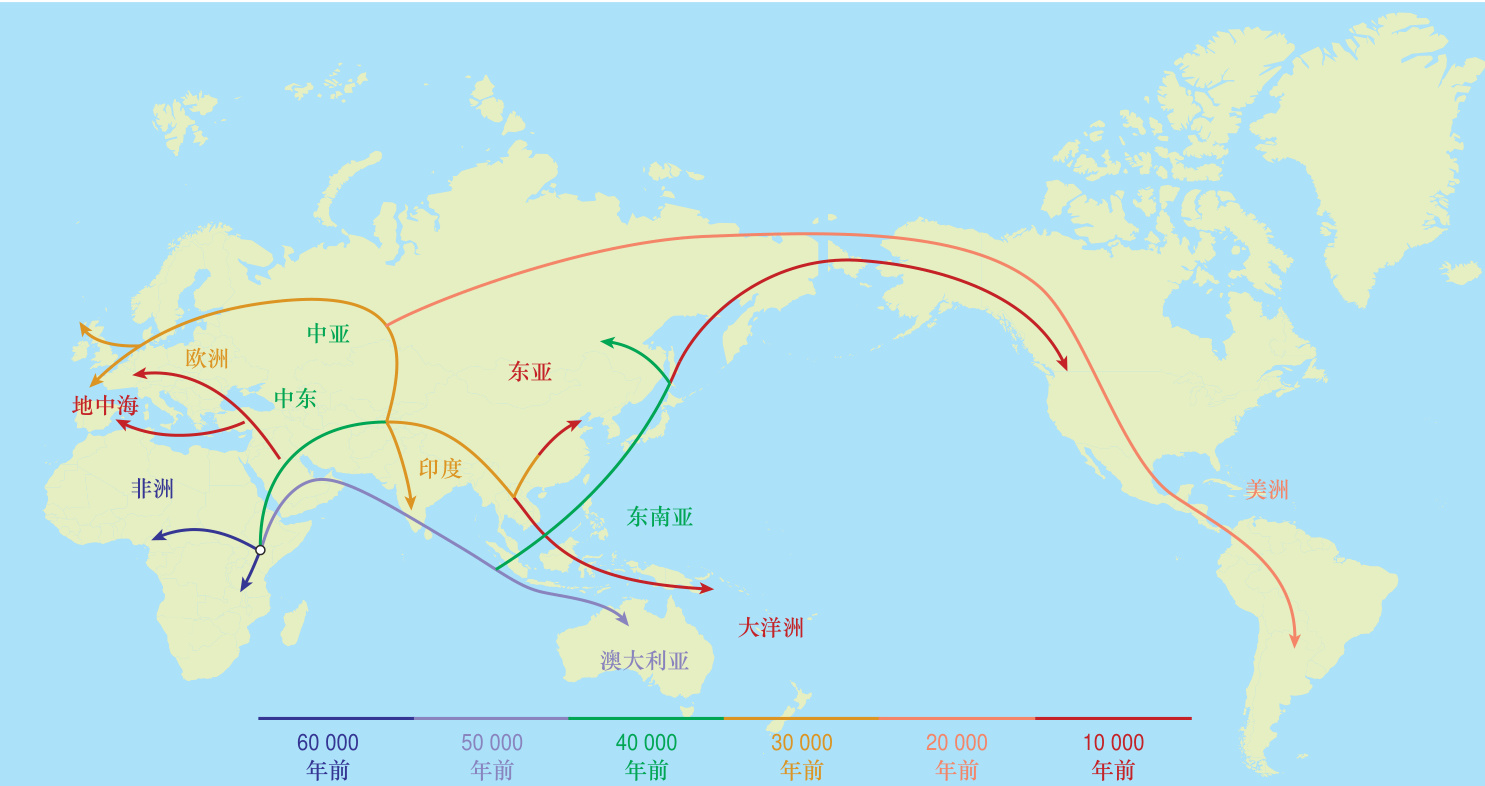 中亚
欧洲
东亚
中东
地中海
印度
非洲
美洲
东南亚
大洋洲
澳大利亚
60 000
年前
50 000
年前
40 000
年前
30 000
年前
20 000
年前
10 000
年前